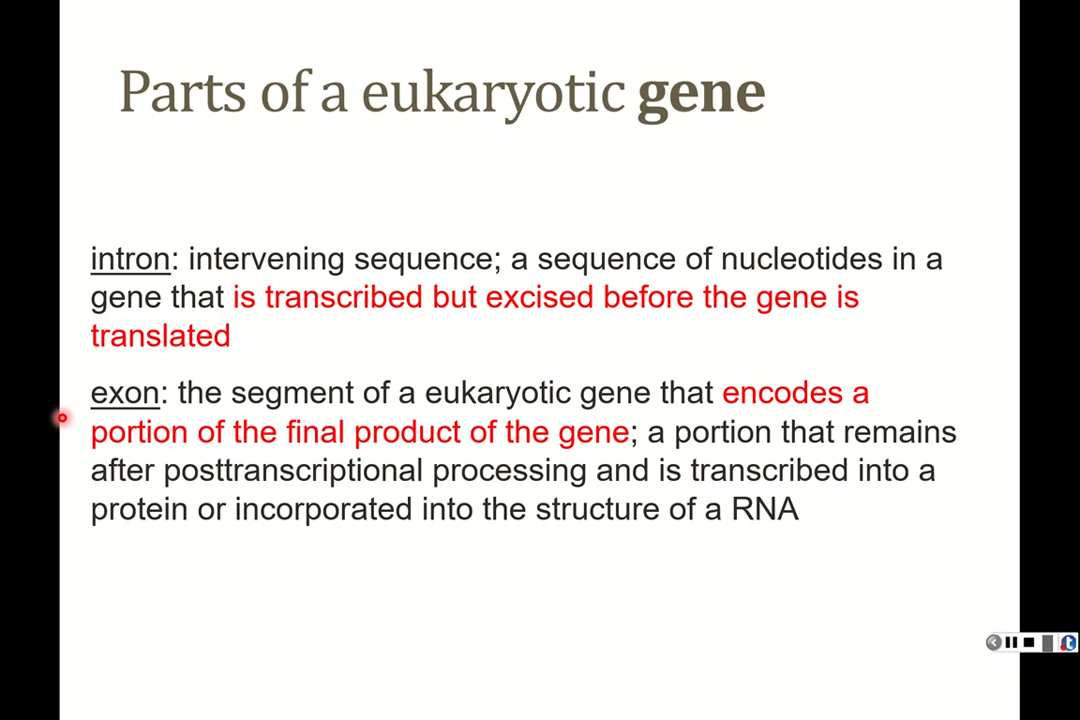 Parts of a eukaryotic gene
intron: intervening sequence; a sequence of nucleotides in a
gene that is transcribed but excised before the gene is
translated
exon: the segment of a eukaryotic gene that encodes a
portion of the final product of the gene; a portion that remains
after posttranscriptional processing and is transcribed into a
protein or incorporated into the structure of a RNA